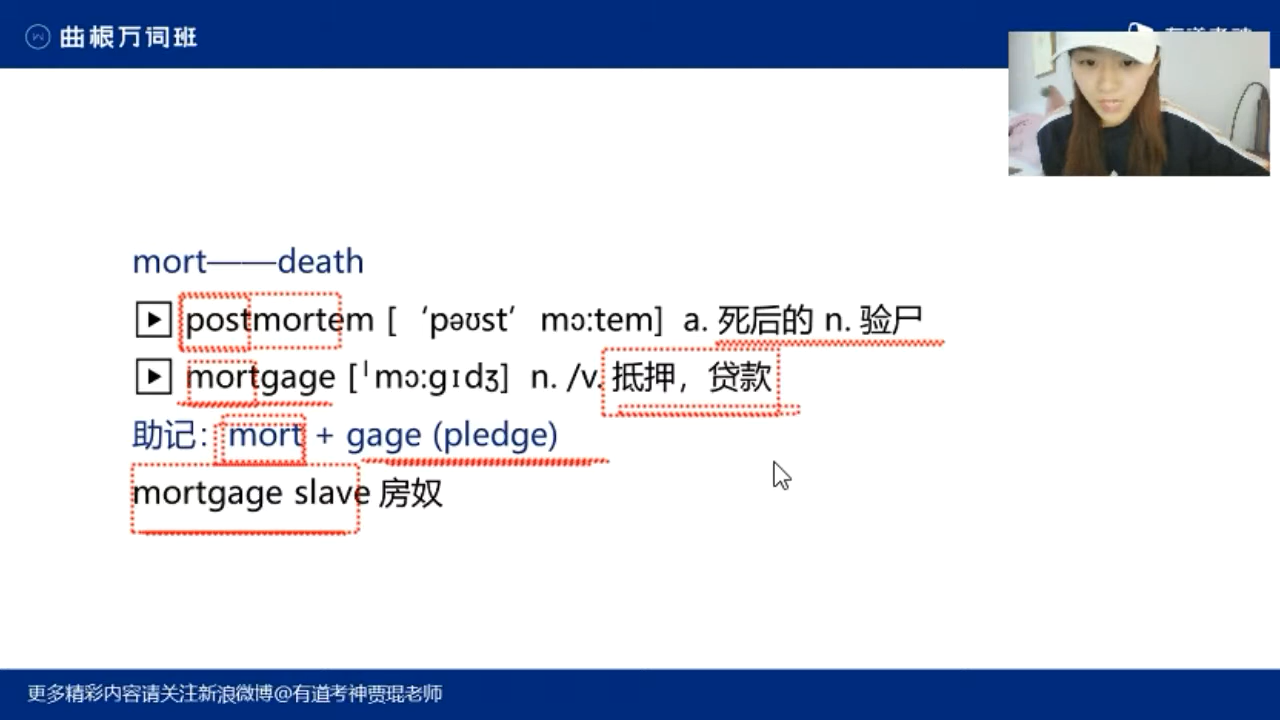 曲根万词班
mort——death
postmortem [ ‘pəʊst’ mɔ:tem] a. 死后的 n. 验尸
mortgage [ˈmɔ:gɪdʒ] n. /v. 抵押，贷款
助记： mort + gage (pledge)
mortgage slave 房奴
更多精彩内容请关注新浪微博@有道考神贾琨老师